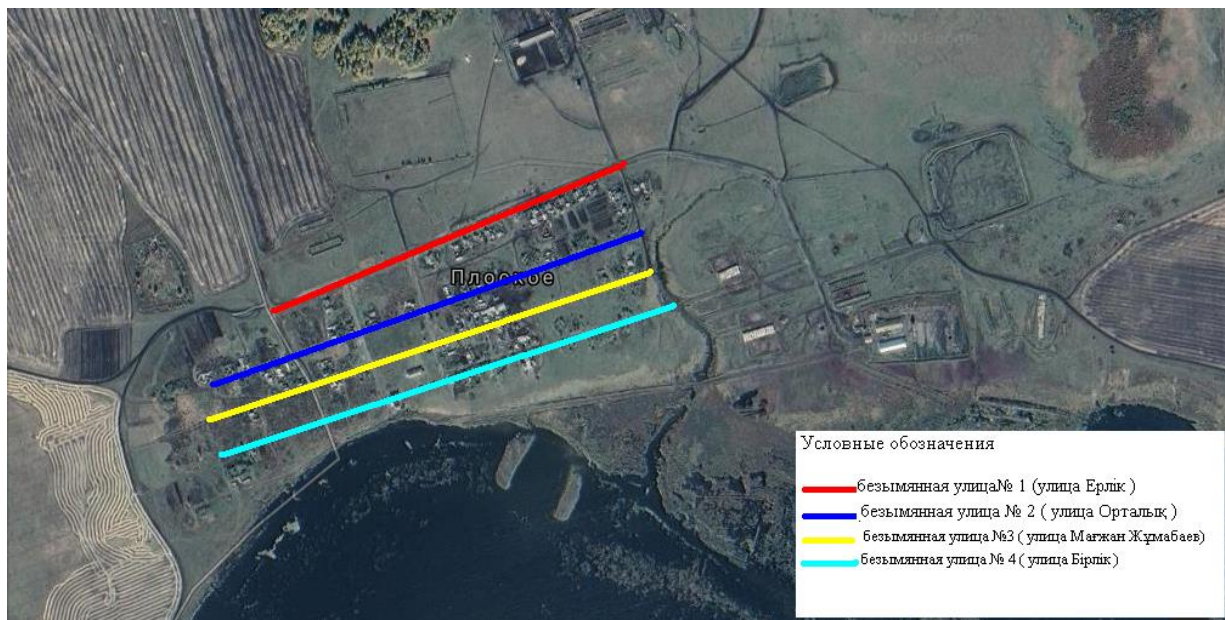 Плоское
Условные обозначения
безымянная улица№ 1 (улица Ерлік )
безымянная улица № 2 ( улица Орталық )
безымянная улица №3 ( улица Мағжан Жұмабаев)
безымянная улица № 4 ( улица Бірлік )